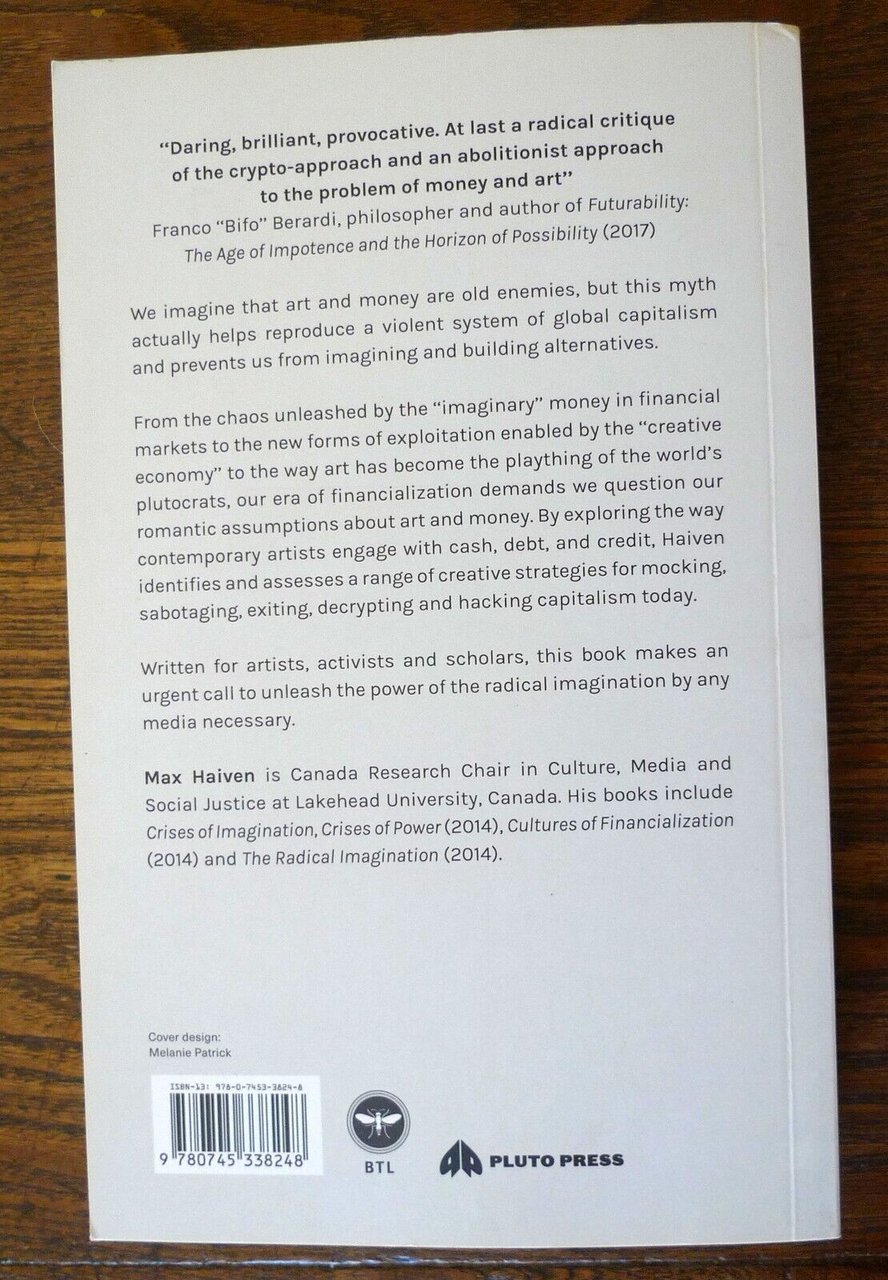 “Daring, brilliant, provocative. At last a radical critique
of the crypto-approach and an abolitionist approach
to the problem of money and art”
Franco “Bifo” Berardi, philosopher and author of Futurability:
The Age of Impotence and the Horizon of Possibility (2017)
We imagine that art and money are old enemies, but this myth
actually helps reproduce a violent system of global capitalism
and prevents us from imagining and building alternatives.
From the chaos unleashed by the “imaginary” money in financial
markets to the new forms of exploitation enabled by the “creative
economy” to the way art has become the plaything of the world’s
plutocrats, our era of financialization demands we question our
romantic assumptions about art and money. By exploring the way
contemporary artists engage with cash, debt, and credit, Haiven
identifies and assesses a range of creative strategies for mocking,
sabotaging, exiting, decrypting and hacking capitalism today.
Written for artists, activists and scholars, this book makes an
urgent call to unleash the power of the radical imagination by any
media necessary.
Max Haiven is Canada Research Chair in Culture, Media and
Social Justice at Lakehead University, Canada. His books include
Crises of Imagination, Crises of Power (2014), Cultures of Financialization
(2014) and The Radical Imagination (2014).
Cover design:
Melanie Patrick
ISBN-13: 978-0-7453-3824-8
9 780745 338248
BTL
PLUTO PRESS